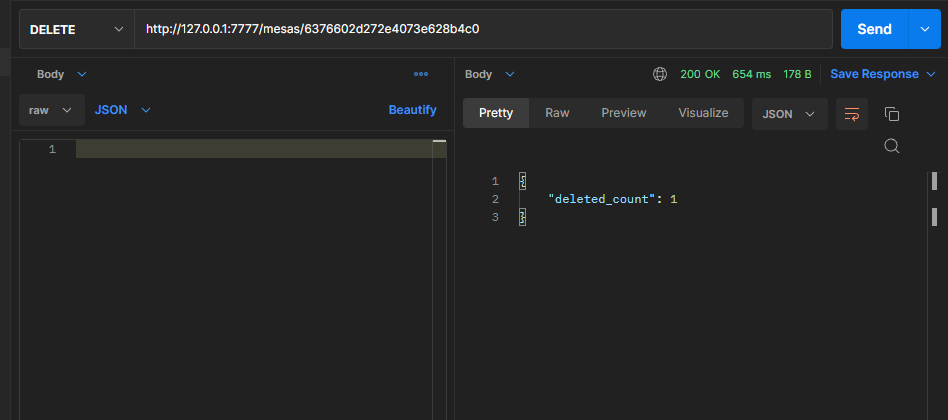 DELETE http://127.0.0.1:7777/mesas/6376602d272e4073e628b4c0 Send
Body
raw JSON Beautify
1
Body 200 OK 654 ms 178 B Save Response
Pretty Raw Preview Visualize JSON
1 {
2 "deleted_count": 1
3 }